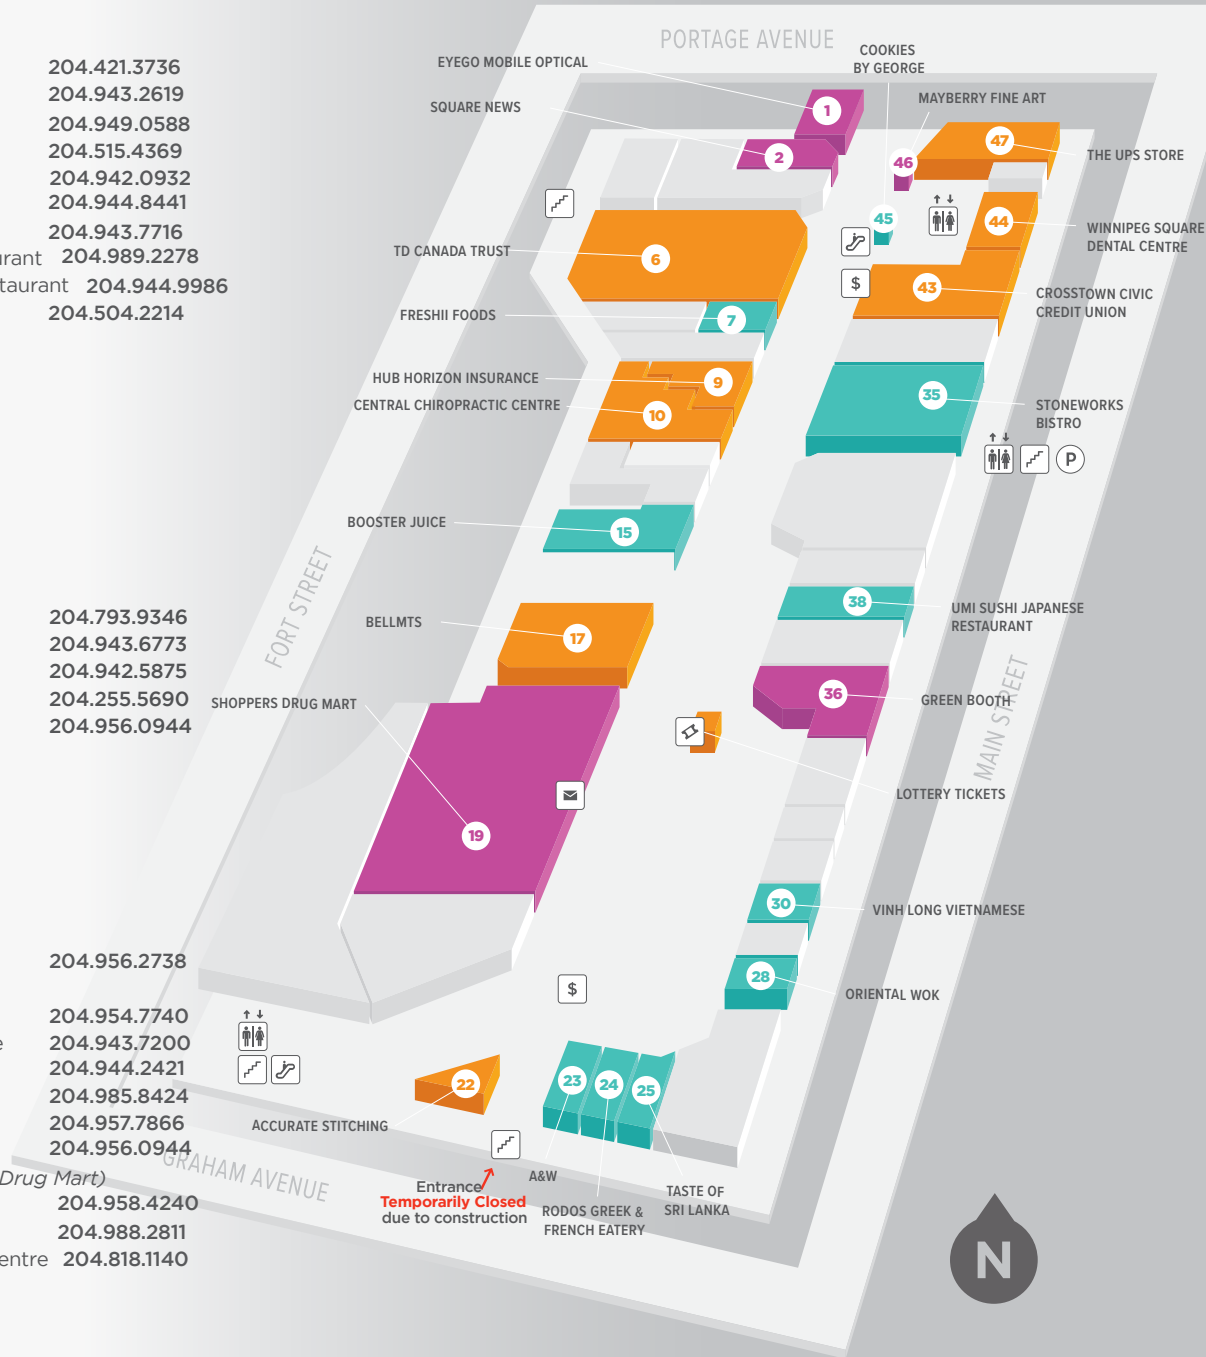 PORTAGE AVENUE
COOKIES
BY GEORGE
EYEGO MOBILE OPTICAL
204.421.3736
204.943.2619
204.949.0588
204.515.4369
204.942.0932
204.944.8441
204.943.7716
urant 204.989.2278
taurant 204.944.9986
204.504.2214
SQUARE NEWS
MAYBERRY FINE ART
1
2
47
THE UPS STORE
46
45
44
WINNIPEG SQUARE
DENTAL CENTRE
TD CANADA TRUST
6
$
43
CROSSTOWN CIVIC
CREDIT UNION
FRESHII FOODS
7
HUB HORIZON INSURANCE
9
CENTRAL CHIROPRACTIC CENTRE
10
35
STONEWORKS
BISTRO
P
BOOSTER JUICE
15
FORT STREET
38
UMI SUSHI JAPANESE
RESTAURANT
204.793.9346
204.943.6773
204.942.5875
204.255.5690
204.956.0944
BELLMTS
17
SHOPPERS DRUG MART
36
GREEN BOOTH
MAIN STREET
LOTTERY TICKETS
19
30
VINH LONG VIETNAMESE
28
ORIENTAL WOK
$
204.956.2738
204.954.7740
e 204.943.7200
204.944.2421
204.985.8424
204.957.7866
204.956.0944
Drug Mart)
204.958.4240
204.988.2811
entre 204.818.1140
22
23
24
25
ACCURATE STITCHING
GRAHAM AVENUE
Entrance
Temporarily Closed
due to construction
A&W
RODOS GREEK &
FRENCH EATERY
TASTE OF
SRI LANKA
N